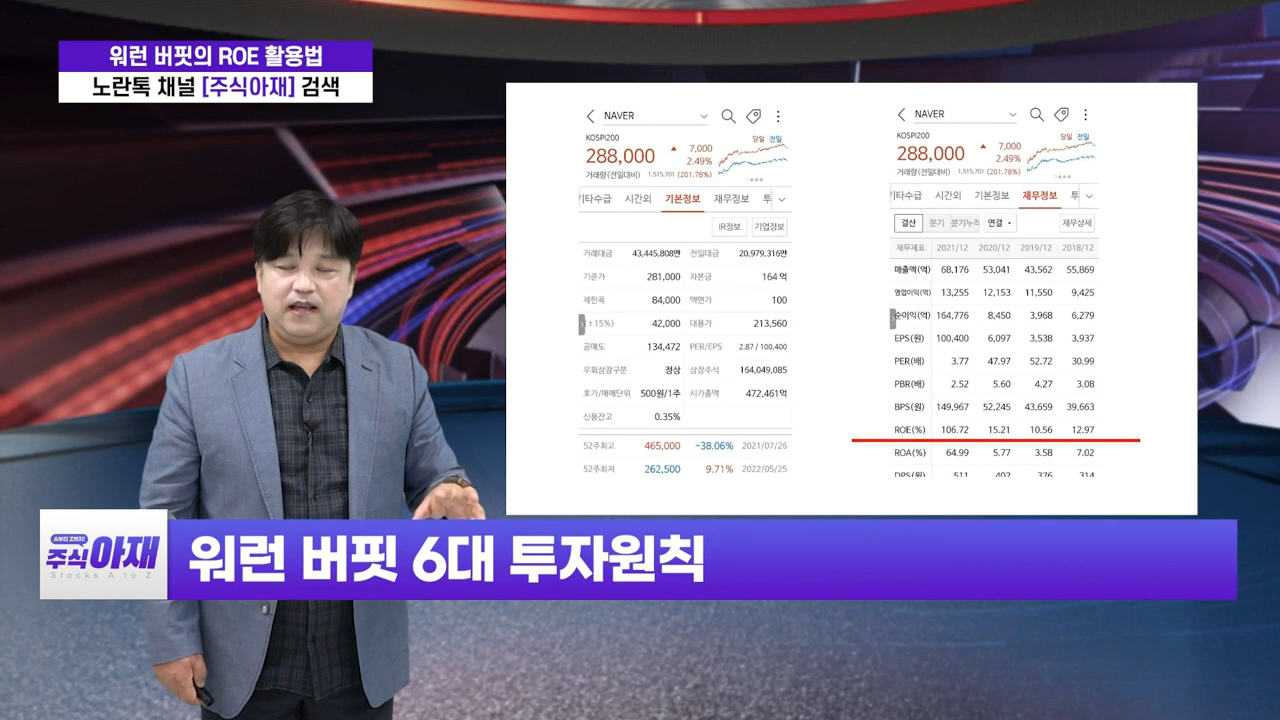 워런 버핏의 ROE 활용법
노란톡 채널 [주식아재] 검색
NAVER
KOSPI200
당일 전일
288,000 ▲ 7,000
2.49%
거래량(전일대비) 1,515,701 (201.78%)
기타수급 시간외 기본정보 재무정보 투
IR정보 기업정보
거래대금 43,445,808만 전일대금 20,979,316만
기준가 281,000 자본금 164 억
제한폭 84,000 액면가 100
(±15%) 42,000 대용가 213,560
공매도 134,472 PER/EPS 2.87 / 100,400
우회상장구분 정상 상장주식 164,049,085
호가/매매단위 500원/1주 시가총액 472,461억
신용잔고 0.35%
52주최고 465,000 -38.06% 2021/07/26
52주최저 262,500 9.71% 2022/05/25
NAVER
KOSPI200
당일 전일
288,000 ▲ 7,000
2.49%
거래량(전일대비) 1,515,701 (201.78%)
기타수급 시간외 기본정보 재무정보 투
결산 분기 분기누적 연결 재무상세
재무제표 2021/12 2020/12 2019/12 2018/12
매출액(억) 68,176 53,041 43,562 55,869
영업이익(억) 13,255 12,153 11,550 9,425
순이익(억) 164,776 8,450 3,968 6,279
EPS(원) 100,400 6,097 3,538 3,937
PER(배) 3.77 47.97 52.72 30.99
PBR(배) 2.52 5.60 4.27 3.08
BPS(원) 149,967 52,245 43,659 39,663
ROE(%) 106.72 15.21 10.56 12.97
ROA(%) 64.99 5.77 3.58 7.02
DPS(원) 511 402 376 314
A부터 Z까지!
주식아재
Stocks A to Z
워런 버핏 6대 투자원칙